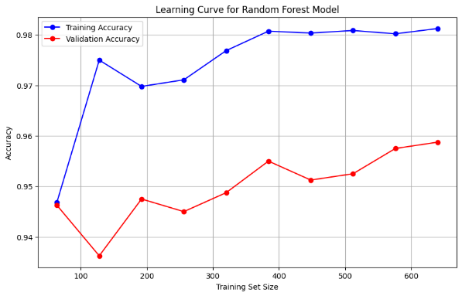 Learning Curve for Random Forest Model
Training Accuracy
Validation Accuracy
0.98
0.97
0.96
0.95
0.94
Accuracy
100
200
300
400
500
600
Training Set Size